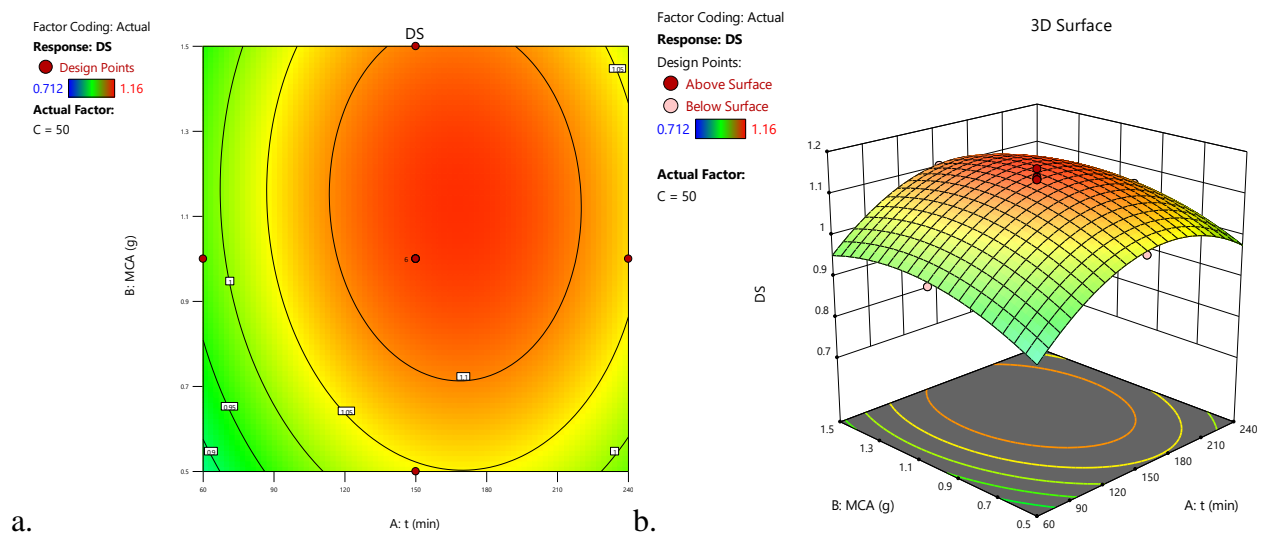 Factor Coding: Actual
Response: DS
Design Points
0.712 1.16
Actual Factor:
C = 50
DS
1.5
1.3
1.1
0.9
0.7
0.5
B: MCA (g)
1.05
1
1.1
1.05
0.95
0.9
1
6
60 90 120 150 180 210 240
A: t (min)
a.
Factor Coding: Actual
Response: DS
Design Points:
Above Surface
Below Surface
0.712 1.16
Actual Factor:
C = 50
3D Surface
1.2
1.1
1
0.9
0.8
0.7
DS
1.5
1.3
1.1
0.9
0.7
0.5
B: MCA (g)
60
90
120
150
180
210
240
A: t (min)
b.